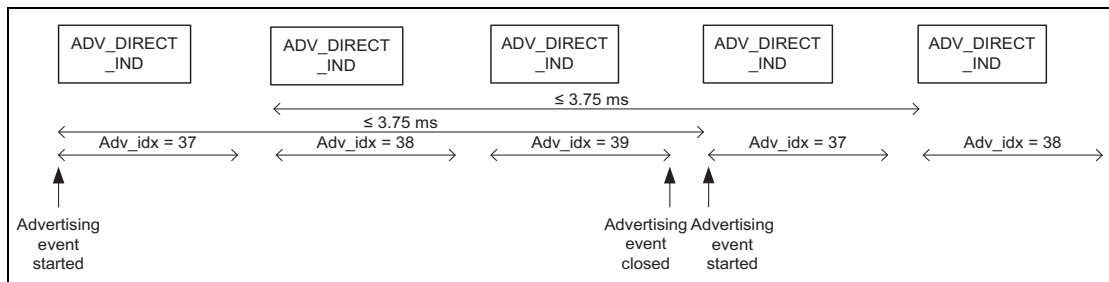 ADV_DIRECT
_IND
ADV_DIRECT
_IND
ADV_DIRECT
_IND
ADV_DIRECT
_IND
ADV_DIRECT
_IND
≤ 3.75 ms
≤ 3.75 ms
Adv_idx = 37
Adv_idx = 38
Adv_idx = 39
Adv_idx = 37
Adv_idx = 38
Advertising
event
started
Advertising
event
closed
Advertising
event
started